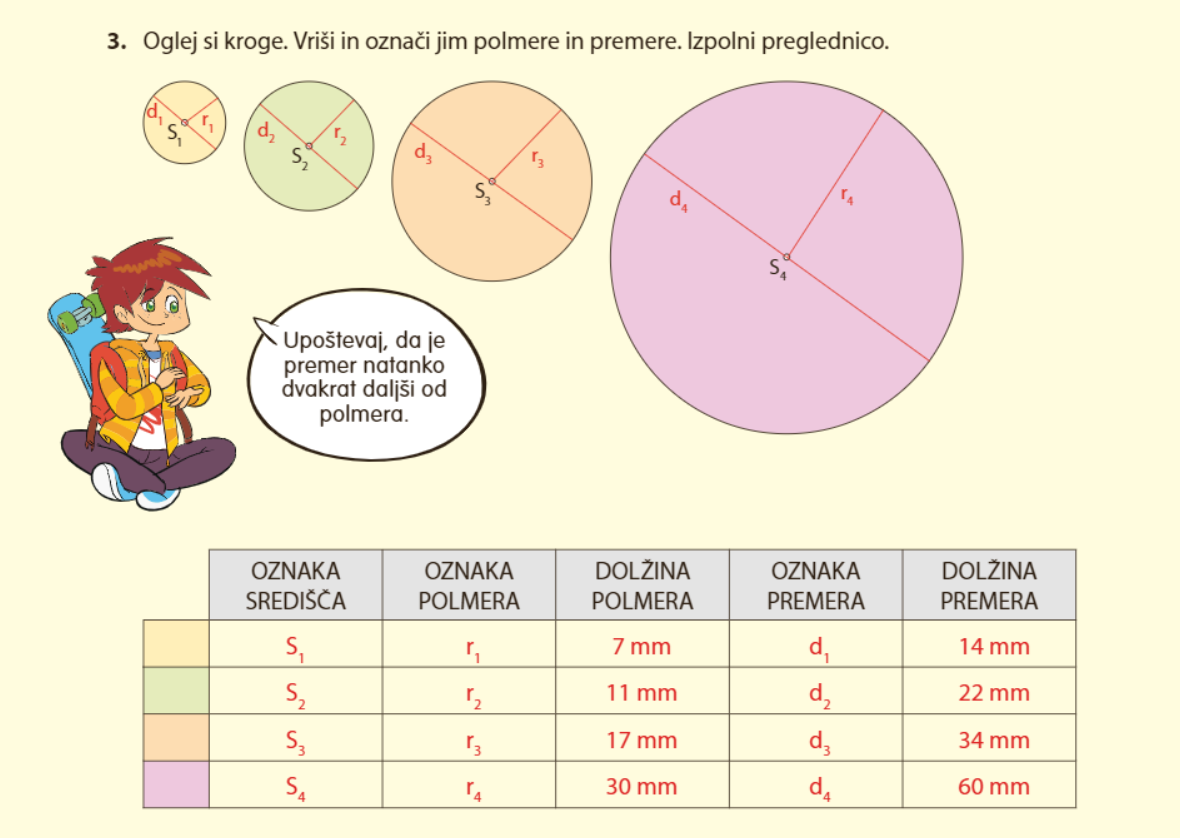 3. Oglej si kroge. Vriši in označi jim polmere in premere. Izpolni preglednico.
d₁ r₁
S₁
d₂ r₂
S₂
d₃ r₃
S₃
d₄ r₄
S₄
Upoštevaj, da je
premer natanko
dvakrat daljši od
polmera.
OZNAKA SREDIŠČA OZNAKA POLMERA DOLŽINA POLMERA OZNAKA PREMERA DOLŽINA PREMERA
S₁ r₁ 7 mm d₁ 14 mm
S₂ r₂ 11 mm d₂ 22 mm
S₃ r₃ 17 mm d₃ 34 mm
S₄ r₄ 30 mm d₄ 60 mm